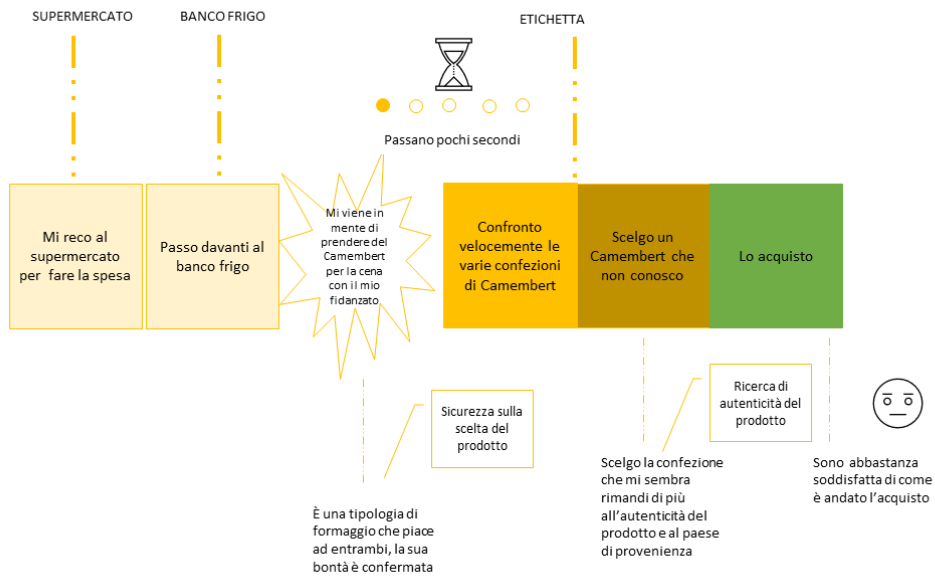 SUPERMERCATO
BANCO FRIGO
ETICHETTA
Passano pochi secondi
Mi reco al
supermercato
per fare la spesa
Passo davanti al
banco frigo
Mi viene in
mente di
prendere del
Camembert
per la cena
con il mio
fidanzato
Confronto
velocemente le
varie confezioni
di Camembert
Scelgo un
Camembert che
non conosco
Lo acquisto
Sicurezza sulla
scelta del
prodotto
Ricerca di
autenticità del
prodotto
È una tipologia di
formaggio che piace
ad entrambi, la sua
bontà è confermata
Scelgo la confezione
che mi sembra
rimandi di più
all'autenticità del
prodotto e al paese
di provenienza
Sono abbastanza
soddisfatta di come
è andato l'acquisto